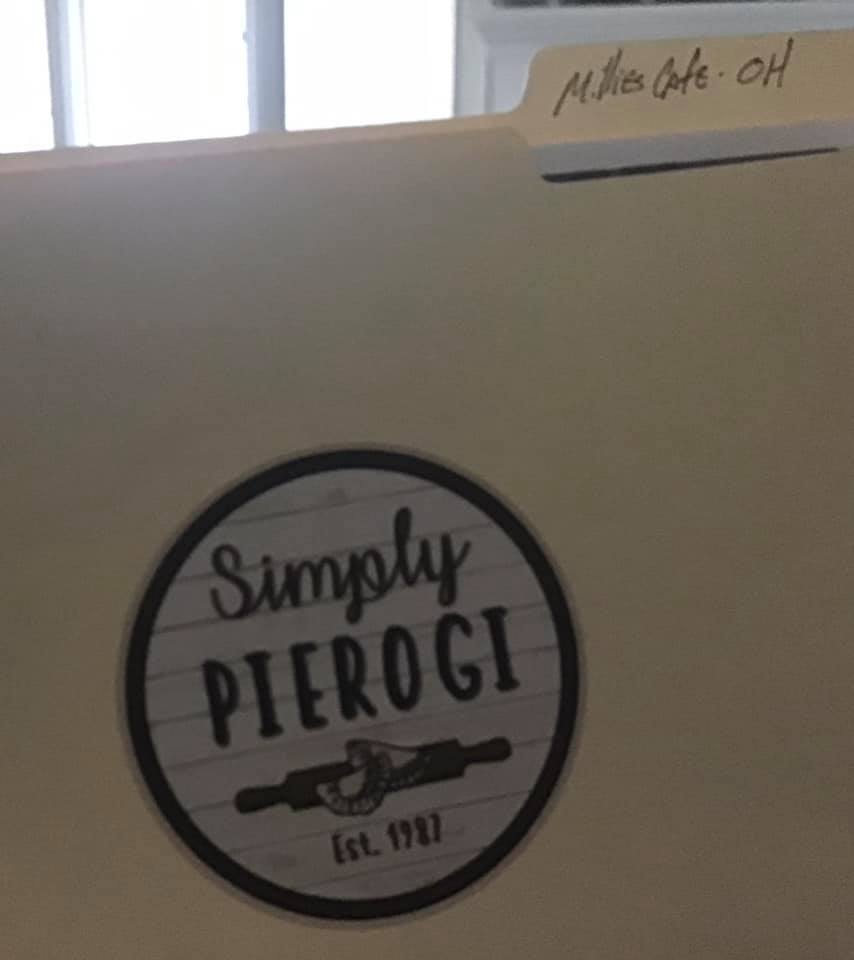 Millies Cafe. OH
Simply
PIEROGI
Est. 1987